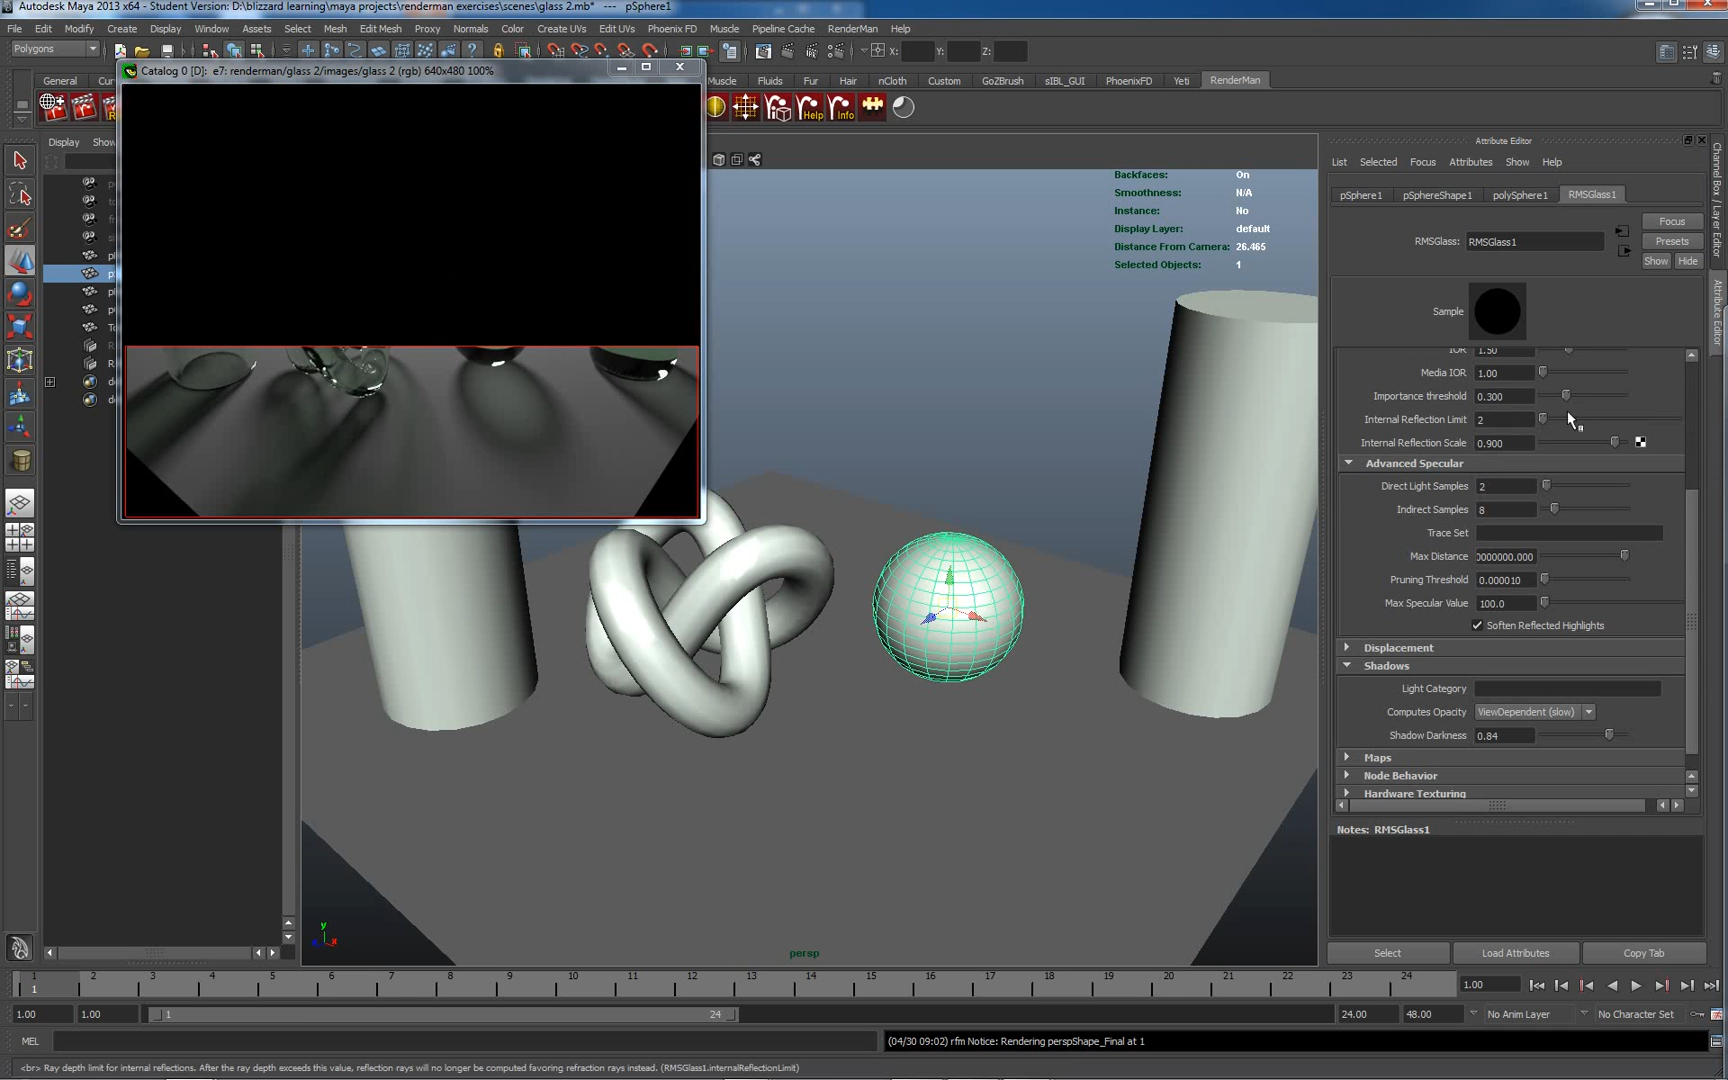 Autodesk Maya 2013 x64 - Student Version: D:\blizzard learning\maya projects\renderman exercises\scenes\glass 2.mb* --- pSphere1
File Edit Modify Create Display Window Assets Select Mesh Edit Mesh Proxy Normals Color Create UVs Edit UVs Phoenix FD Muscle Pipeline Cache RenderMan Help
Polygons X: Y: Z:
Catalog 0 [D]: e7: renderman/glass 2/images/glass 2 (rgb) 640x480 100%
General Muscle Fluids Fur Hair nCloth Custom GoZBrush sIBL_GUI PhoenixFD Yeti RenderMan
Help Info
Display Show
Backfaces: On
Smoothness: N/A
Instance: No
Display Layer: default
Distance From Camera: 26.465
Selected Objects: 1
persp
y
x
Attribute Editor
List Selected Focus Attributes Show Help
pSphere1 pSphereShape1 polySphere1 RMSGlass1
Focus
RMSGlass: RMSGlass1 Presets
Show Hide
Sample
IOR 1.50
Media IOR 1.00
Importance threshold 0.300
Internal Reflection Limit 2
Internal Reflection Scale 0.900
Advanced Specular
Direct Light Samples 2
Indirect Samples 8
Trace Set
Max Distance 0000000.000
Pruning Threshold 0.000010
Max Specular Value 100.0
Soften Reflected Highlights
Displacement
Shadows
Light Category
Computes Opacity ViewDependent (slow)
Shadow Darkness 0.84
Maps
Node Behavior
Hardware Texturing
Notes: RMSGlass1
Select Load Attributes Copy Tab
Channel Box / Layer Editor
Attribute Editor
1 2 3 4 5 6 7 8 9 10 11 12 13 14 15 16 17 18 19 20 21 22 23 24
1 1.00
1.00 1.00 1 24 24.00 48.00 No Anim Layer No Character Set
MEL (04/30 09:02) rfm Notice: Rendering perspShape_Final at 1
<br> Ray depth limit for internal reflections. After the ray depth exceeds this value, reflection rays will no longer be computed favoring refraction rays instead. (RMSGlass1.internalReflectionLimit)